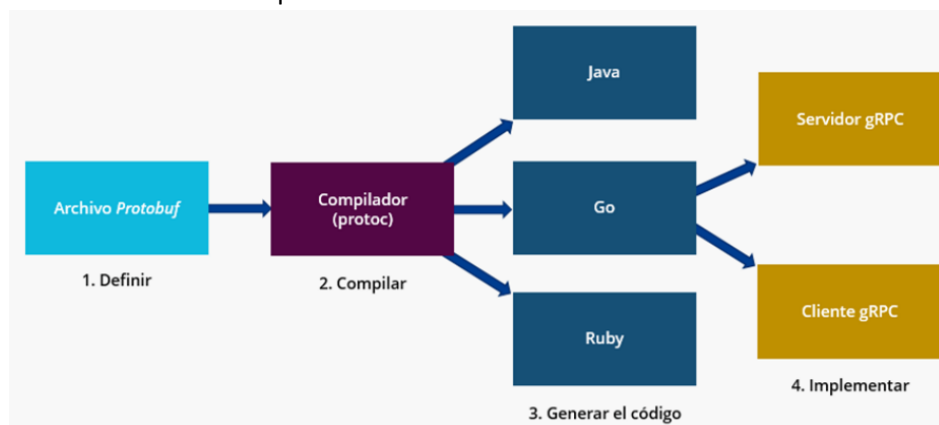 Archivo Protobuf
1. Definir
Compilador
(protoc)
2. Compilar
Java
Go
Ruby
3. Generar el código
Servidor gRPC
Cliente gRPC
4. Implementar